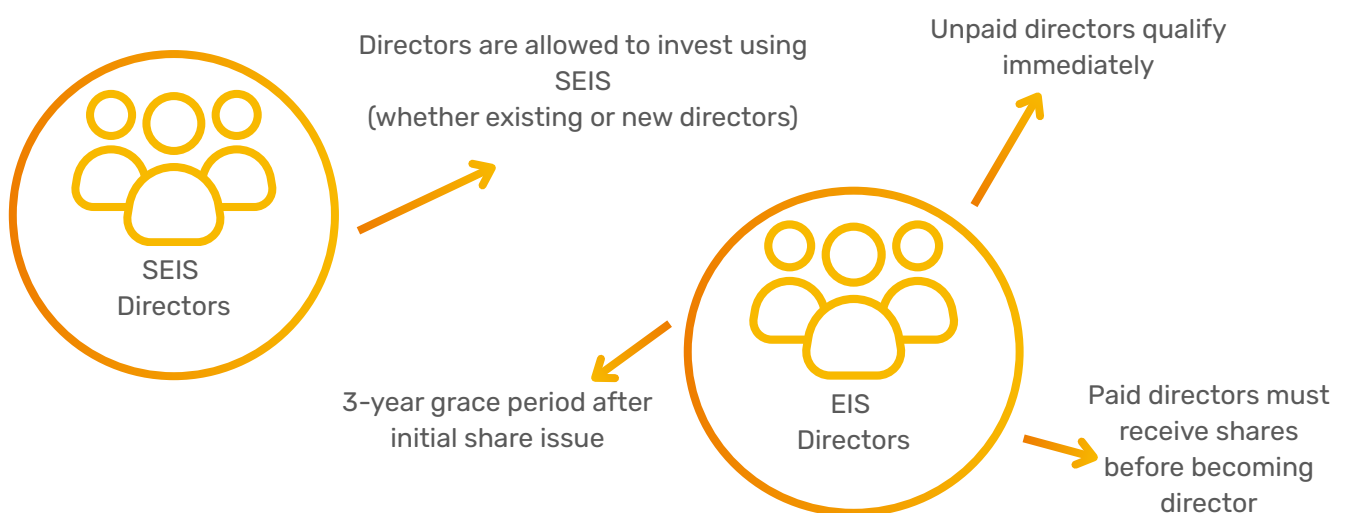 Directors are allowed to invest using
SEIS
(whether existing or new directors)
Unpaid directors qualify
immediately
SEIS
Directors
3-year grace period after
initial share issue
EIS
Directors
Paid directors must
receive shares
before becoming
director